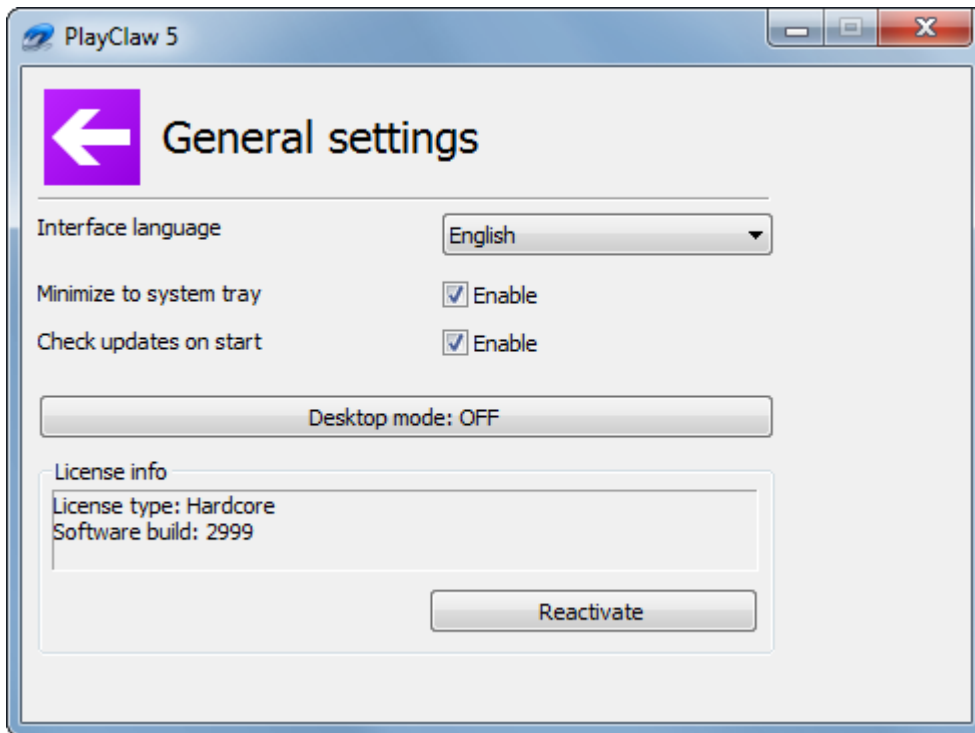 PlayClaw 5
General settings
Interface language
English
Minimize to system tray
Enable
Check updates on start
Enable
Desktop mode: OFF
License info
License type: Hardcore
Software build: 2999
Reactivate